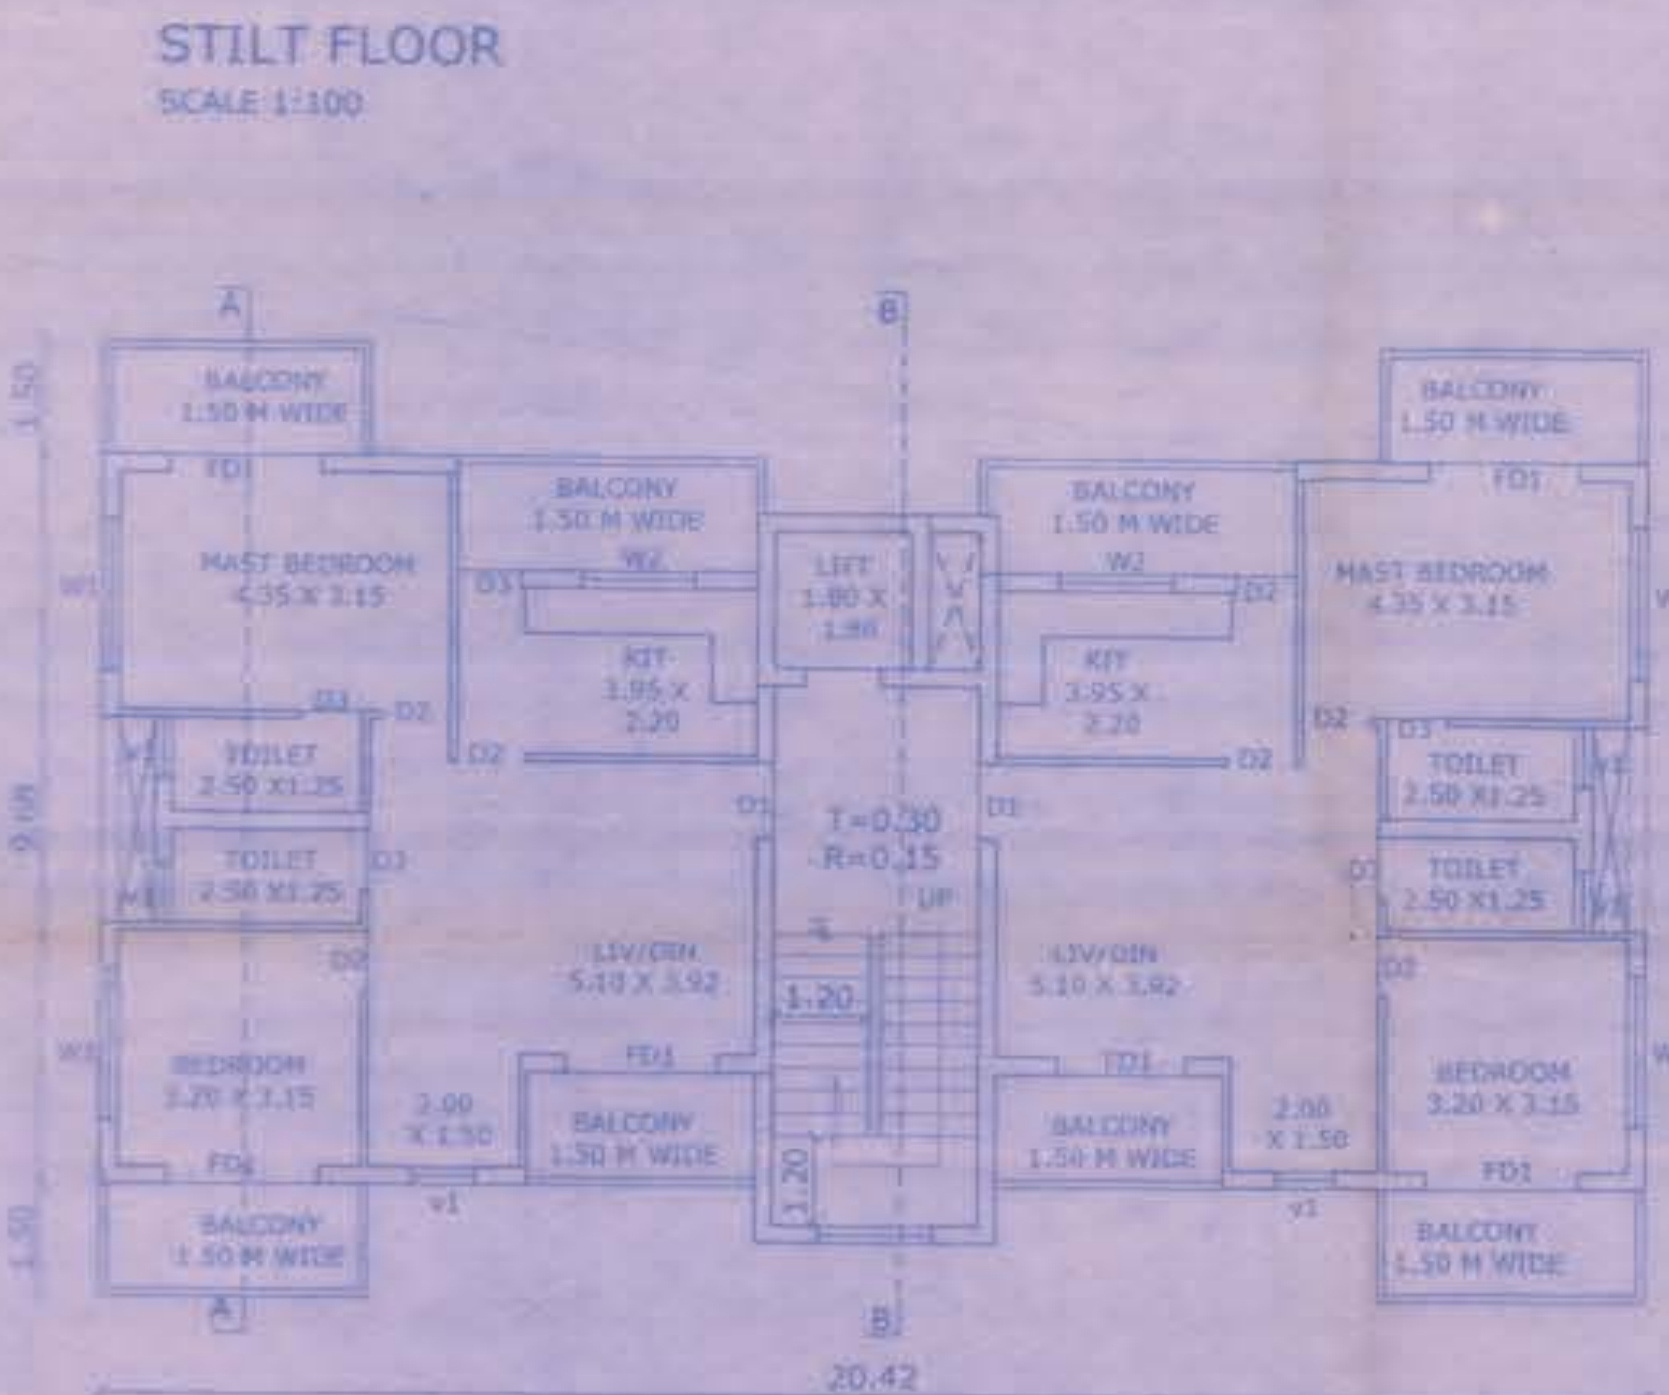 STILT FLOOR
SCALE 1:100
A
B
1.50
BALCONY
1.50 M WIDE
BALCONY
1.50 M WIDE
FD1
FD1
BALCONY
1.50 M WIDE
BALCONY
1.50 M WIDE
W2
W2
MAST BEDROOM
4.35 X 3.15
W1
D3
LIFT
1.80 X
D2
MAST BEDROOM
4.35 X 3.15
W
KIT
3.95 X
2.20
KIT
3.95 X
2.20
D3
D2
D2
D3
D2
D2
V1
TOILET
2.50 X1.25
TOILET
2.50 X1.25
V1
D1
D1
T=0.30
R=0.15
UP
TOILET
2.50 X1.25
D3
D3
TOILET
2.50 X1.25
V1
V1
D2
LIV/DIN
5.10 X 3.92
1.20
LIV/DIN
5.10 X 3.92
D2
W1
BEDROOM
3.20 X 3.15
FD1
FD1
BEDROOM
3.20 X 3.15
W
2.00
X 1.50
BALCONY
1.50 M WIDE
BALCONY
1.50 M WIDE
2.00
X 1.50
FD1
1.20
FD1
v1
v1
1.50
BALCONY
1.50 M WIDE
BALCONY
1.50 M WIDE
A
B
20.42